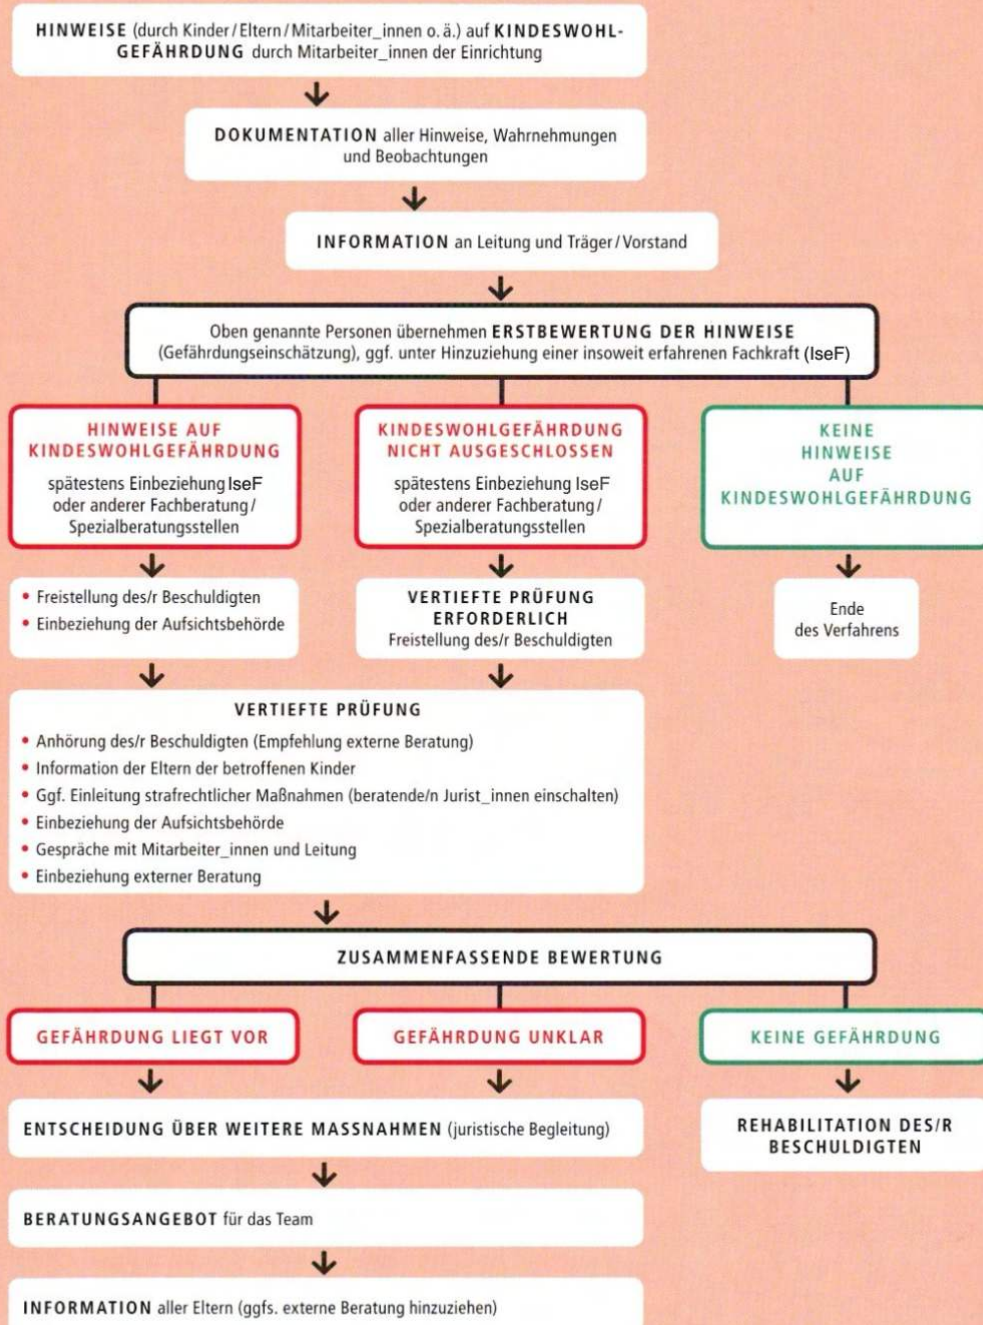 HINWEISE (durch Kinder/Eltern/Mitarbeiter_innen o. ä.) auf KINDESWOHL-
GEFÄHRDUNG durch Mitarbeiter_innen der Einrichtung
DOKUMENTATION aller Hinweise, Wahrnehmungen
und Beobachtungen
INFORMATION an Leitung und Träger/Vorstand
Oben genannte Personen übernehmen ERSTBEWERTUNG DER HINWEISE
(Gefährdungseinschätzung), ggf. unter Hinzuziehung einer insoweit erfahrenen Fachkraft (IseF)
HINWEISE AUF
KINDESWOHLGEFÄHRDUNG
spätestens Einbeziehung IseF
oder anderer Fachberatung/
Spezialberatungsstellen
KINDESWOHLGEFÄHRDUNG
NICHT AUSGESCHLOSSEN
spätestens Einbeziehung IseF
oder anderer Fachberatung/
Spezialberatungsstellen
KEINE
HINWEISE
AUF
KINDESWOHLGEFÄHRDUNG
• Freistellung des/r Beschuldigten
• Einbeziehung der Aufsichtsbehörde
VERTIEFTE PRÜFUNG
ERFORDERLICH
Freistellung des/r Beschuldigten
Ende
des Verfahrens
VERTIEFTE PRÜFUNG
• Anhörung des/r Beschuldigten (Empfehlung externe Beratung)
• Information der Eltern der betroffenen Kinder
• Ggf. Einleitung strafrechtlicher Maßnahmen (beratende/n Jurist_innen einschalten)
• Einbeziehung der Aufsichtsbehörde
• Gespräche mit Mitarbeiter_innen und Leitung
• Einbeziehung externer Beratung
ZUSAMMENFASSENDE BEWERTUNG
GEFÄHRDUNG LIEGT VOR
GEFÄHRDUNG UNKLAR
KEINE GEFÄHRDUNG
ENTSCHEIDUNG ÜBER WEITERE MASSNAHMEN (juristische Begleitung)
REHABILITATION DES/R
BESCHULDIGTEN
BERATUNGSANGEBOT für das Team
INFORMATION aller Eltern (ggfs. externe Beratung hinzuziehen)